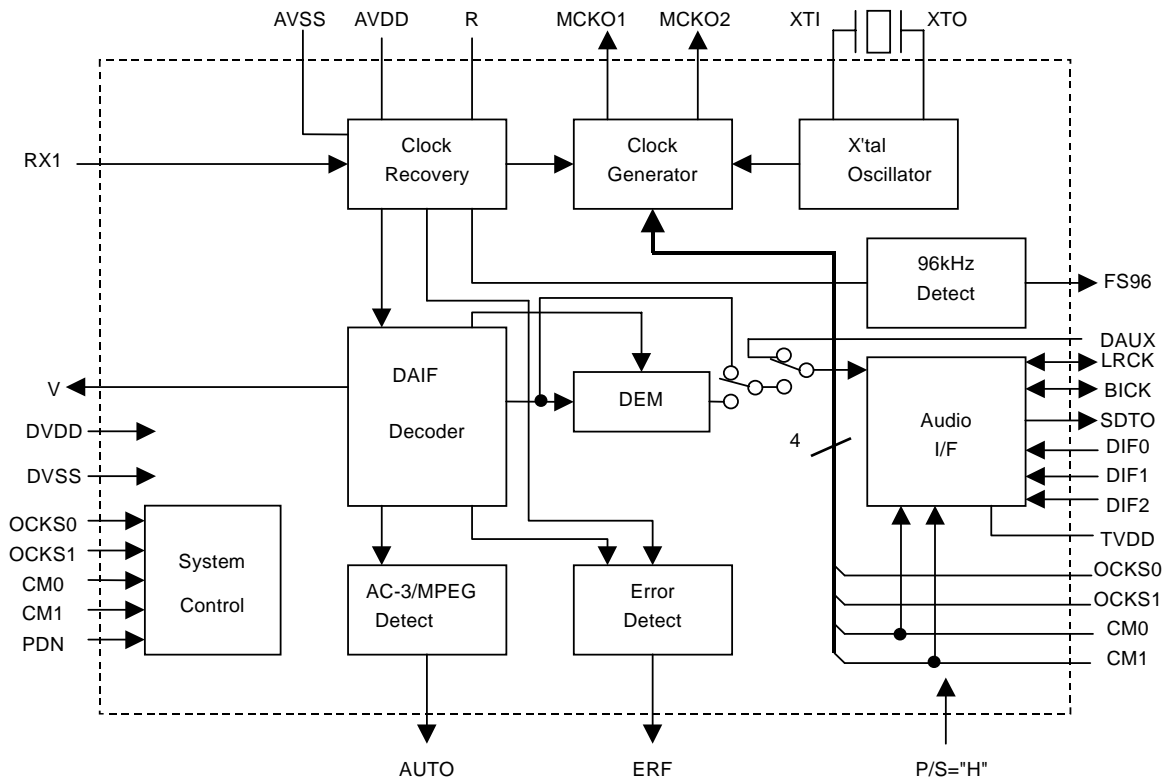 AVSS AVDD R MCKO1 MCKO2 XTI XTO
RX1
Clock
Recovery
Clock
Generator
X'tal
Oscillator
96kHz
Detect
FS96
DAUX
LRCK
BICK
SDTO
DIF0
DIF1
DIF2
TVDD
OCKS0
OCKS1
CM0
CM1
V
DVDD
DVSS
OCKS0
OCKS1
CM0
CM1
PDN
DAIF
Decoder
DEM
4
Audio
I/F
System
Control
AC-3/MPEG
Detect
Error
Detect
AUTO
ERF
P/S="H"